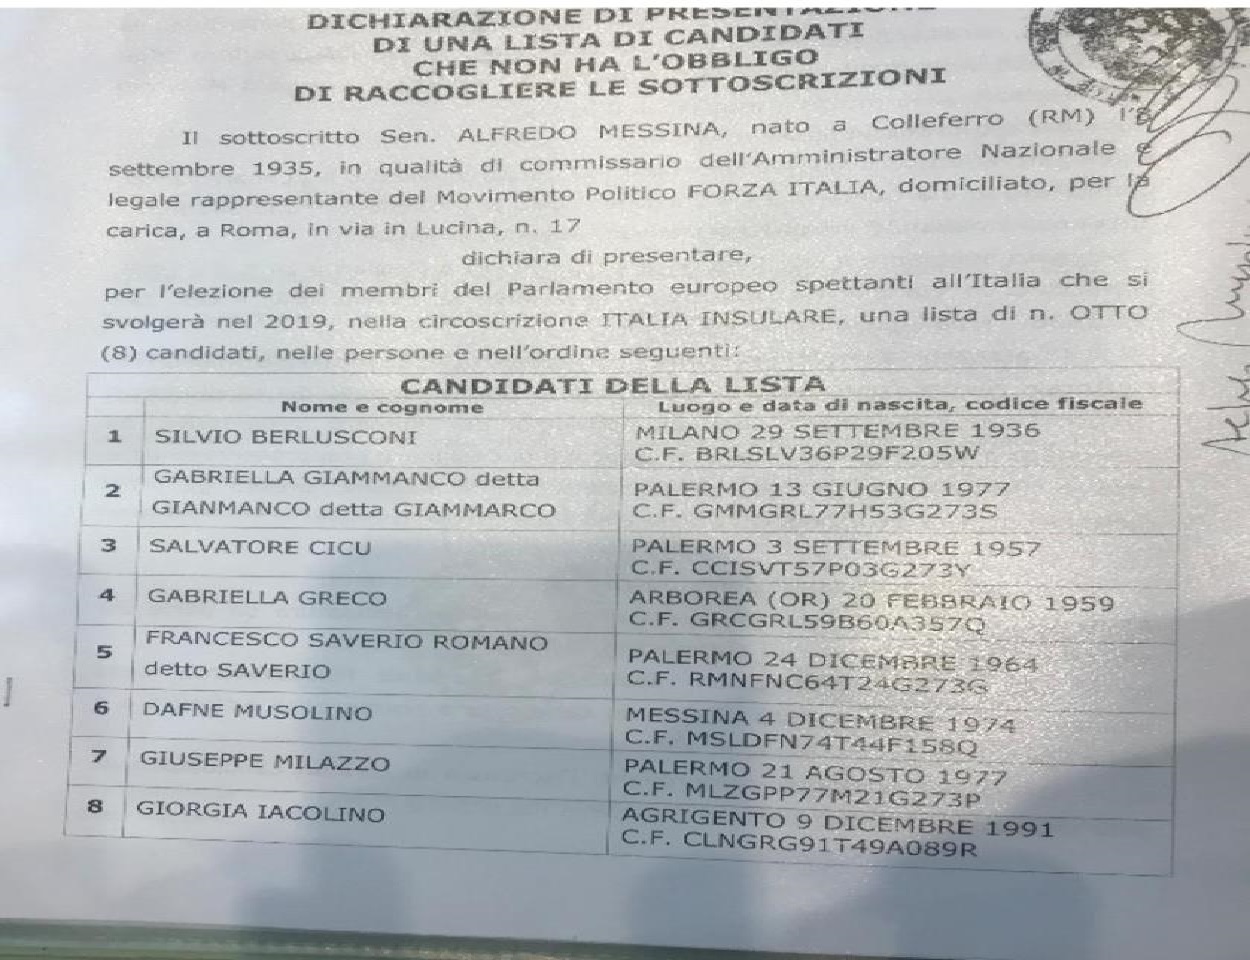 DICHIARAZIONE DI PRESENTAZIONE
DI UNA LISTA DI CANDIDATI
CHE NON HA L'OBBLIGO
DI RACCOGLIERE LE SOTTOSCRIZIONI
Il sottoscritto Sen. ALFREDO MESSINA, nato a Colleferro (RM) l'8
settembre 1935, in qualità di commissario dell'Amministratore Nazionale e
legale rappresentante del Movimento Politico FORZA ITALIA, domiciliato, per la
carica, a Roma, in via in Lucina, n. 17
dichiara di presentare,
per l'elezione dei membri del Parlamento europeo spettanti all'Italia che si
svolgerà nel 2019, nella circoscrizione ITALIA INSULARE, una lista di n. OTTO
(8) candidati, nelle persone e nell'ordine seguenti:
CANDIDATI DELLA LISTA
Nome e cognome Luogo e data di nascita, codice fiscale
1 SILVIO BERLUSCONI MILANO 29 SETTEMBRE 1936
C.F. BRLSLV36P29F205W
2 GABRIELLA GIAMMANCO detta
GIANMANCO detta GIAMMARCO
PALERMO 13 GIUGNO 1977
C.F. GMMGRL77H53G273S
3 SALVATORE CICU PALERMO 3 SETTEMBRE 1957
C.F. CCISVT57P03G273Y
4 GABRIELLA GRECO ARBOREA (OR) 20 FEBBRAIO 1959
C.F. GRCGRL59B60A357Q
5 FRANCESCO SAVERIO ROMANO
detto SAVERIO
PALERMO 24 DICEMBRE 1964
C.F. RMNFNC64T24G273G
6 DAFNE MUSOLINO MESSINA 4 DICEMBRE 1974
C.F. MSLDFN74T44F158Q
7 GIUSEPPE MILAZZO PALERMO 21 AGOSTO 1977
C.F. MLZGPP77M21G273P
8 GIORGIA IACOLINO AGRIGENTO 9 DICEMBRE 1991
C.F. CLNGRG91T49A089R